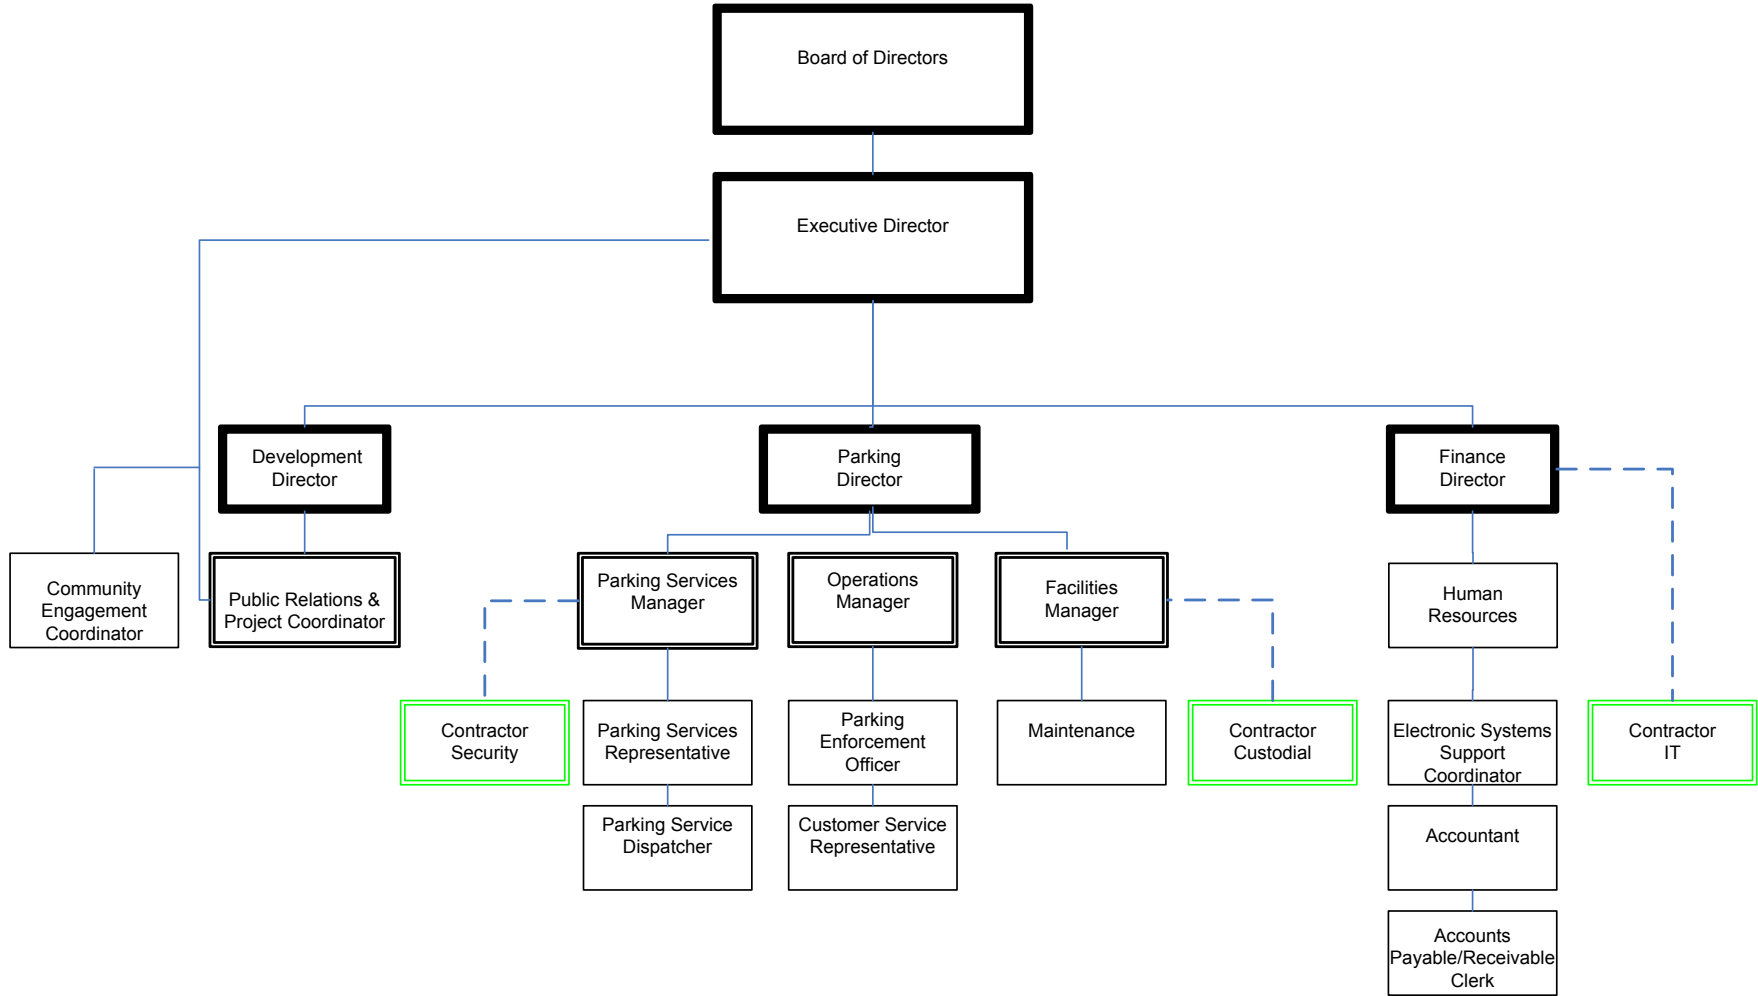 Board of Directors
Executive Director
Development
Director
Parking
Director
Finance
Director
Community
Engagement
Coordinator
Public Relations &
Project Coordinator
Parking Services
Manager
Operations
Manager
Facilities
Manager
Human
Resources
Contractor
Security
Parking Services
Representative
Parking
Enforcement
Officer
Maintenance
Contractor
Custodial
Electronic Systems
Support
Coordinator
Contractor
IT
Parking Service
Dispatcher
Customer Service
Representative
Accountant
Accounts
Payable/Receivable
Clerk